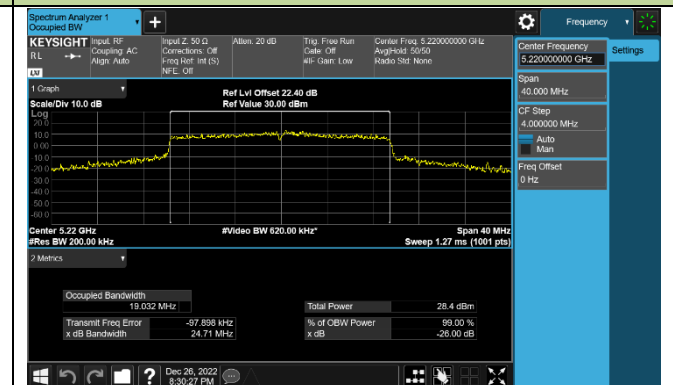 Spectrum Analyzer 1
Occupied BW
Frequency
KEYSIGHT
Input: RF
Input Z: 50 Ω
Atten: 20 dB
Trig: Free Run
Center Freq: 5.220000000 GHz
RL
Coupling: AC
Corrections: Off
Gate: Off
Avg|Hold: 50/50
Align: Auto
Freq Ref: Int (S)
#IF Gain: Low
Radio Std: None
LXI
NFE: Off
Center Frequency
5.220000000 GHz
Settings
Span
40.000 MHz
CF Step
4.000000 MHz
Auto
Man
Freq Offset
0 Hz
1 Graph
Ref Lvl Offset 22.40 dB
Scale/Div 10.0 dB
Ref Value 30.00 dBm
Log
20.0
10.0
0.00
-10.0
-20.0
-30.0
-40.0
-50.0
-60.0
Center 5.22 GHz
#Video BW 620.00 kHz*
Span 40 MHz
#Res BW 200.00 kHz
Sweep 1.27 ms (1001 pts)
2 Metrics
Occupied Bandwidth
19.032 MHz
Total Power
28.4 dBm
Transmit Freq Error
-97.898 kHz
% of OBW Power
99.00 %
x dB Bandwidth
24.71 MHz
x dB
-26.00 dB
?
Dec 26, 2022
8:30:27 PM